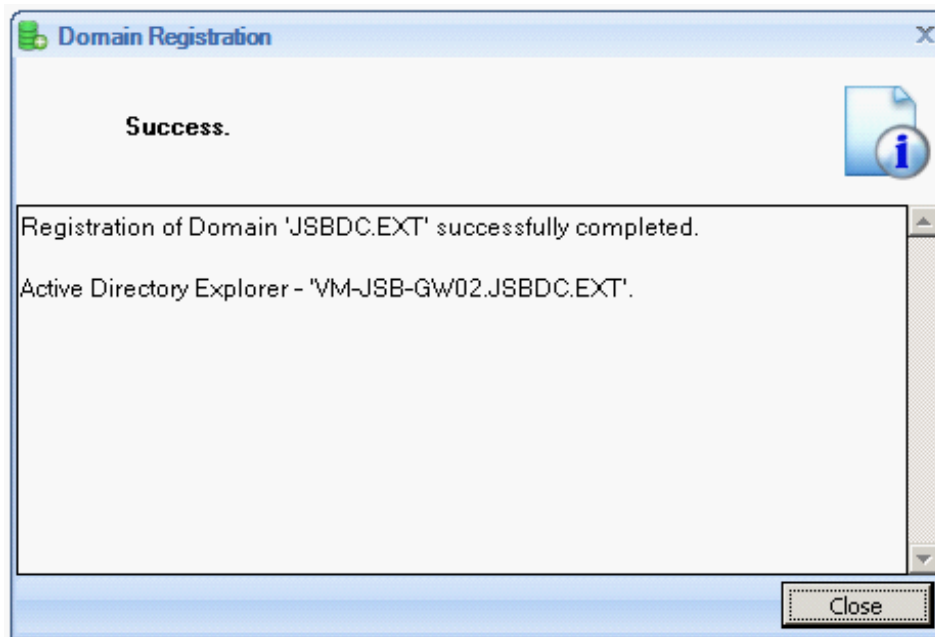 Domain Registration
Success.
Registration of Domain 'JSBDC.EXT' successfully completed.
Active Directory Explorer - 'VM-JSB-GW02.JSBDC.EXT'.
Close